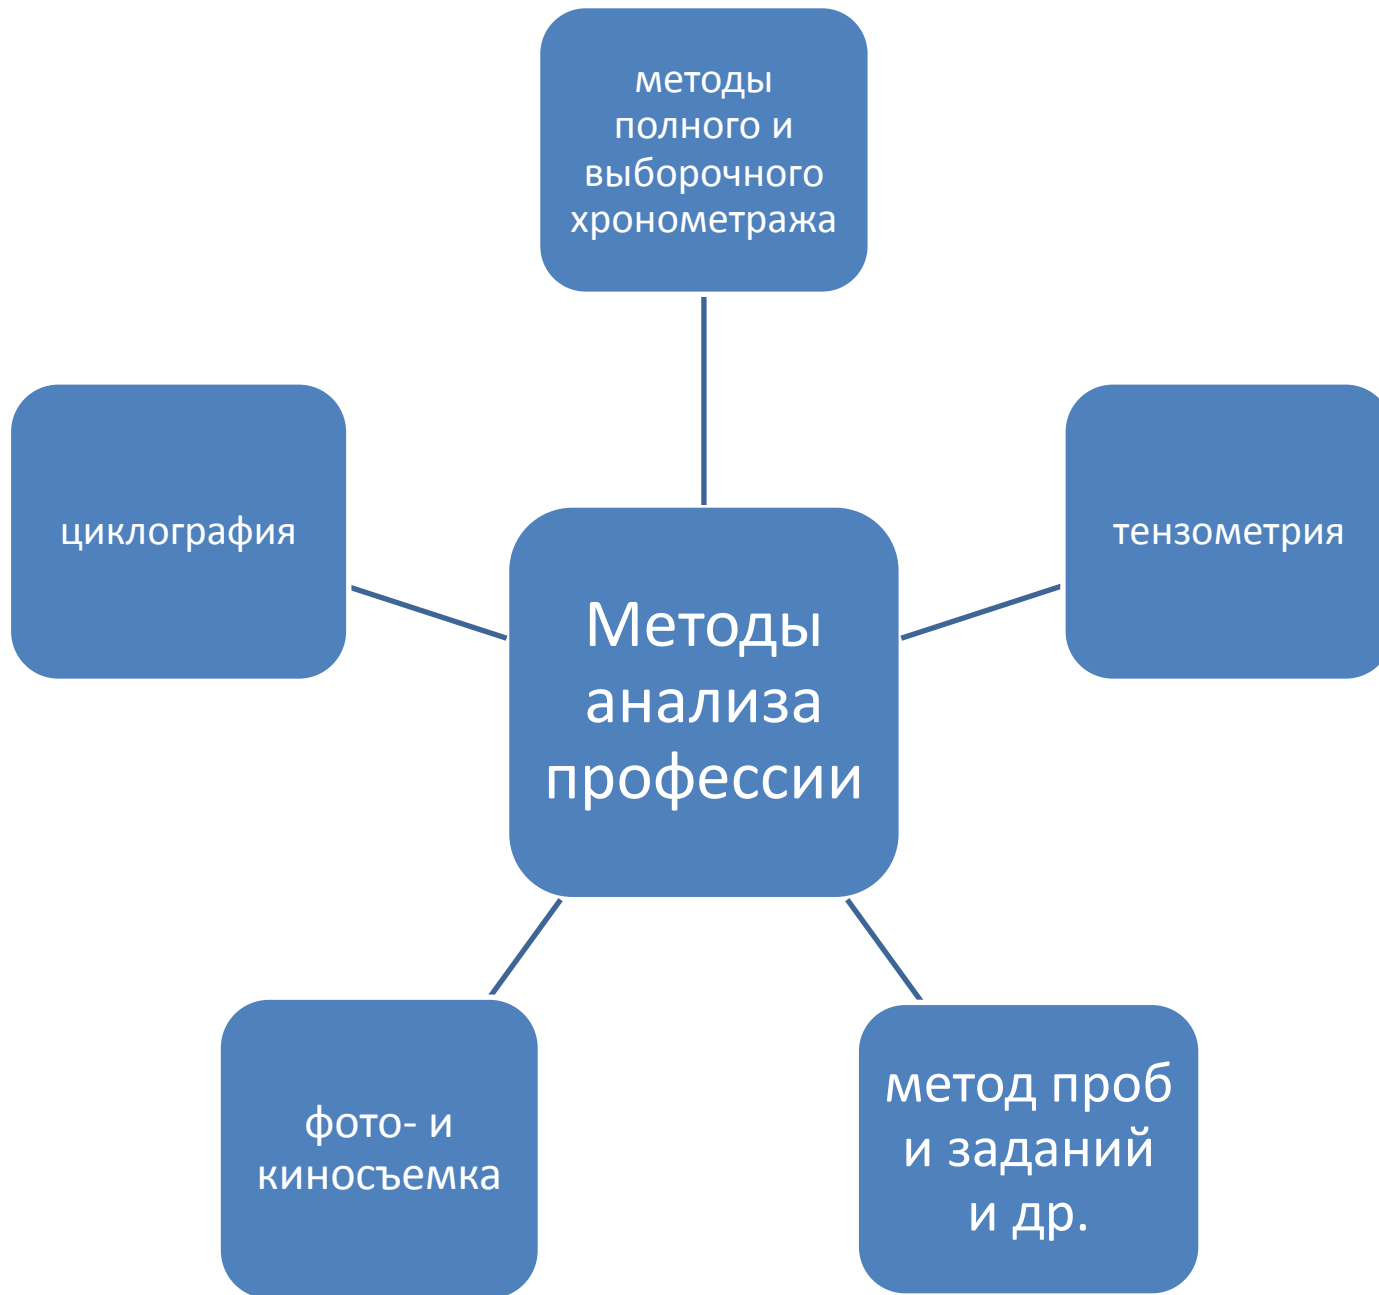 методы
полного и
выборочного
хронометража
циклография
тензометрия
Методы
анализа
профессии
фото- и
киносъемка
метод проб
и заданий
и др.